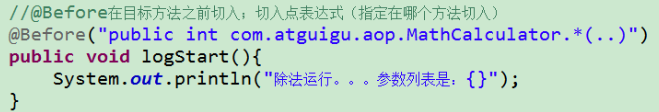 //@Before在目标方法之前切入；切入点表达式（指定在哪个方法切入）
@Before("public int com.atguigu.aop.MathCalculator.*(..)")
public void logStart(){
System.out.println("除法运行。。。参数列表是：{}");
}